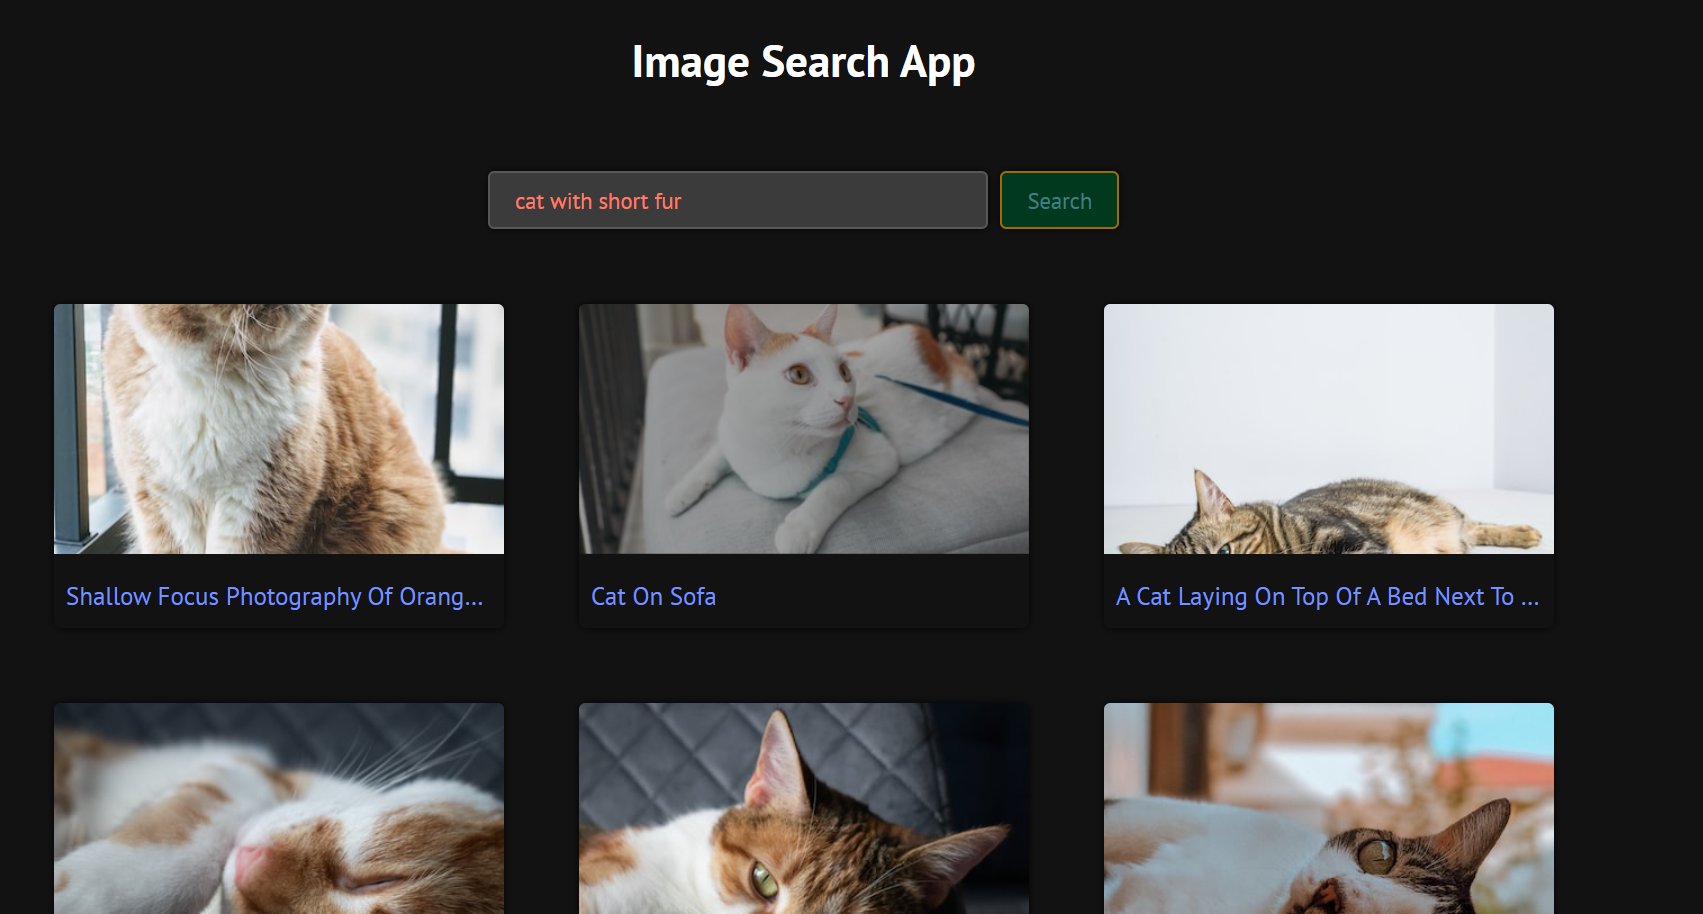 Image Search App
cat with short fur
Search
Shallow Focus Photography Of Orang...
Cat On Sofa
A Cat Laying On Top Of A Bed Next To ...